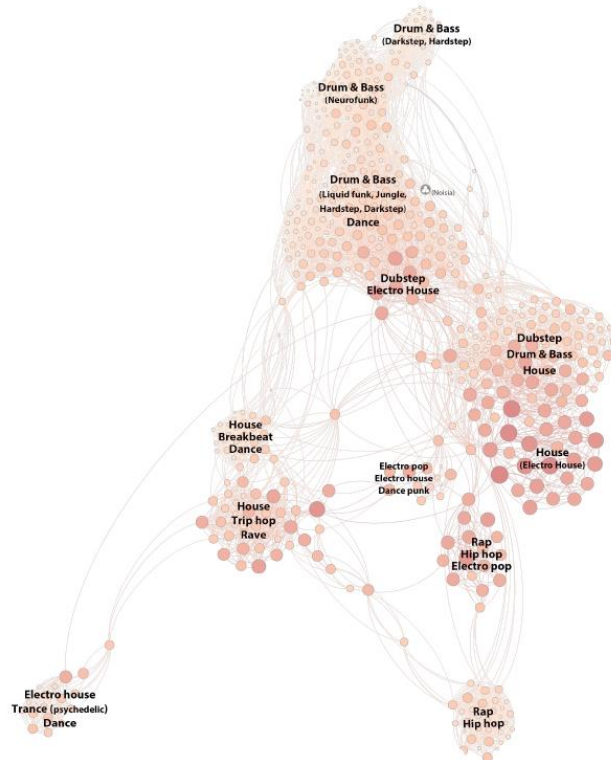 Drum & Bass
(Darkstep, Hardstep)
Drum & Bass
(Neurofunk)
Drum & Bass
(Liquid funk, Jungle,
Hardstep, Darkstep)
Dance
(Noisia)
Dubstep
Electro House
Dubstep
Drum & Bass
House
House
(Electro House)
House
Breakbeat
Dance
Electro pop
Electro house
Dance punk
House
Trip hop
Rave
Rap
Hip hop
Electro pop
Electro house
Trance (psychedelic)
Dance
Rap
Hip hop